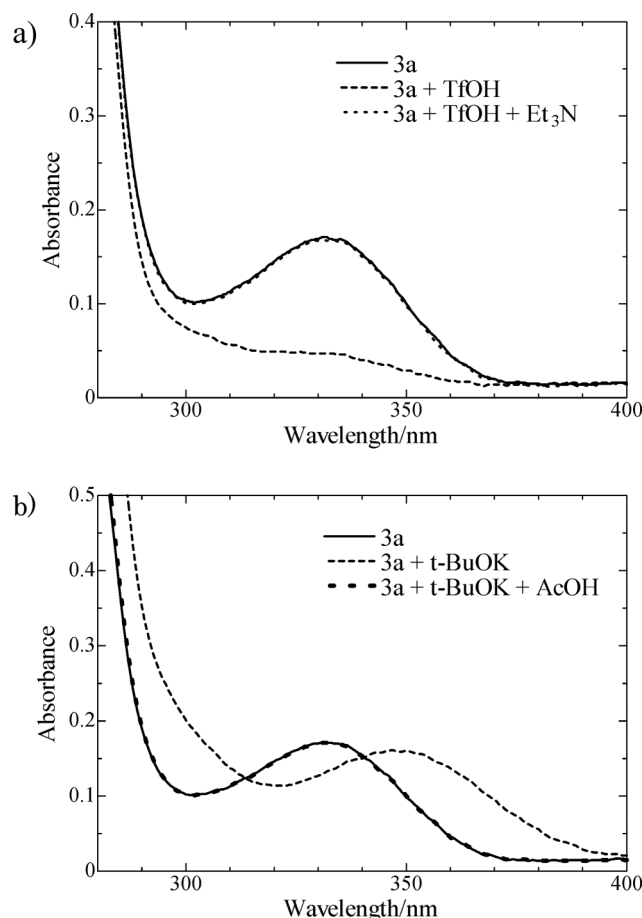 a)
0.4
0.3
0.2
0.1
0
Absorbance
3a
3a + TfOH
3a + TfOH + Et₃N
300
350
400
Wavelength/nm
b)
0.5
0.4
0.3
0.2
0.1
0
Absorbance
3a
3a + t-BuOK
3a + t-BuOK + AcOH
300
350
400
Wavelength/nm